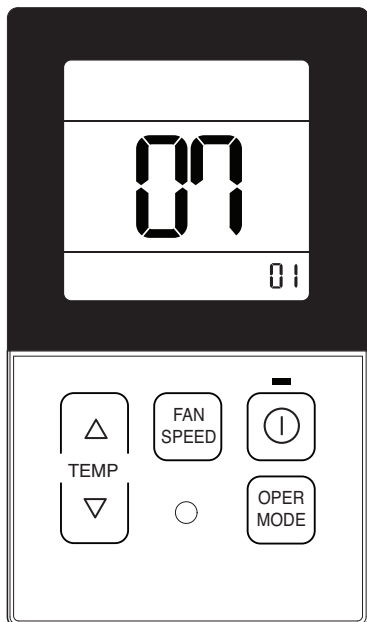 07
01
FAN
SPEED
TEMP
OPER
MODE